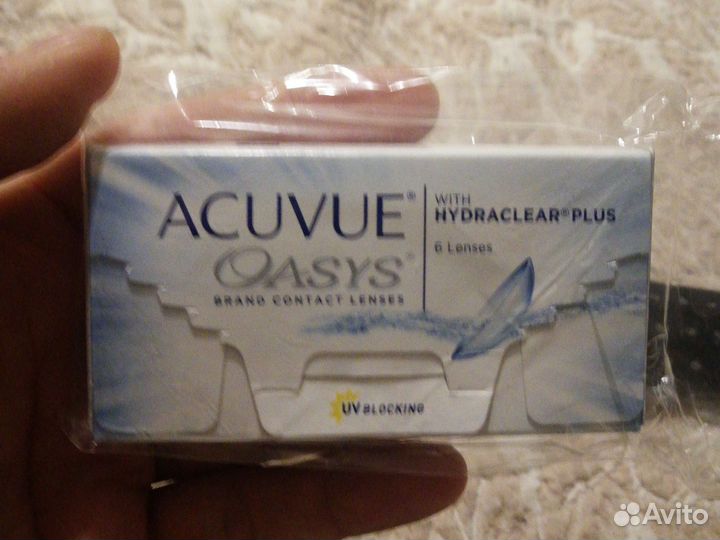 ACUVUE®
OASYS®
BRAND CONTACT LENSES
WITH
HYDRACLEAR® PLUS
6 Lenses
UV BLOCKING
Avito